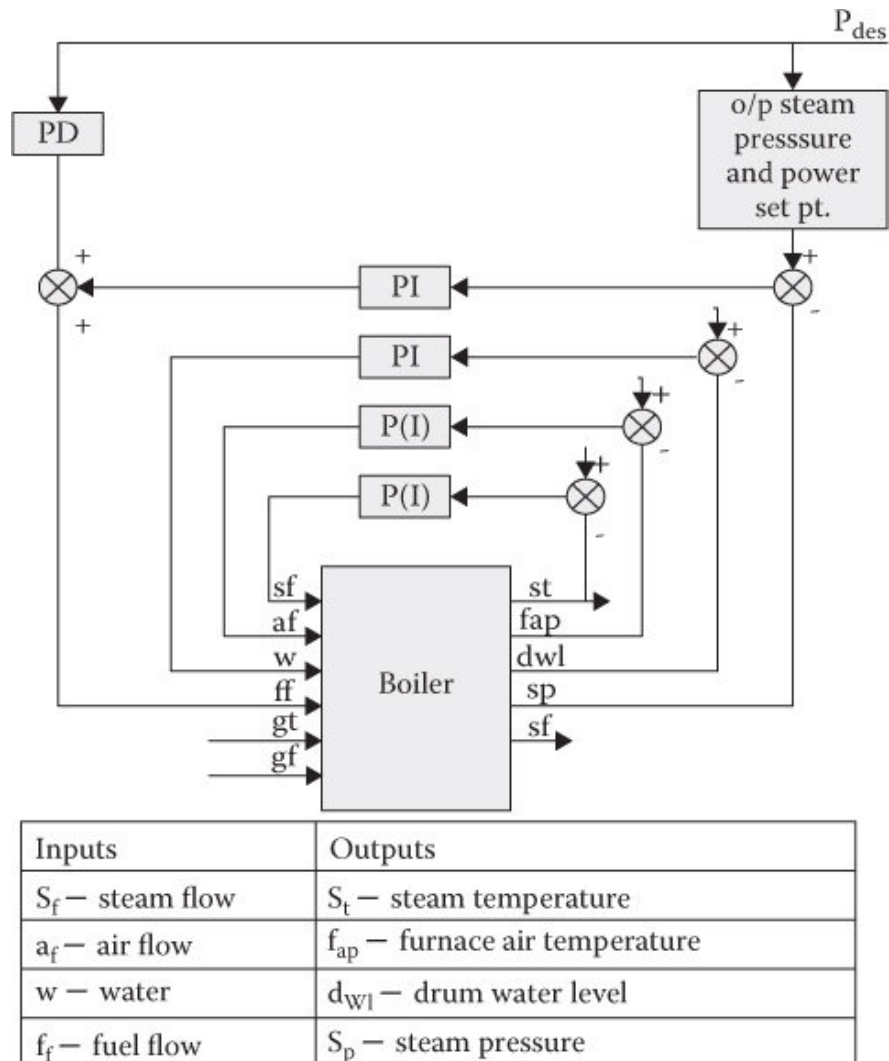 P_des
PD
o/p steam
presssure
and power
set pt.
+
+
+
-
PI
PI
+
-
P(I)
+
-
P(I)
+
-
sf
af
w
ff
gt
gf
Boiler
st
fap
dwl
sp
sf
Inputs
Outputs
S_f — steam flow
S_t — steam temperature
a_f — air flow
f_ap — furnace air temperature
w — water
d_Wl — drum water level
f_f — fuel flow
S_p — steam pressure